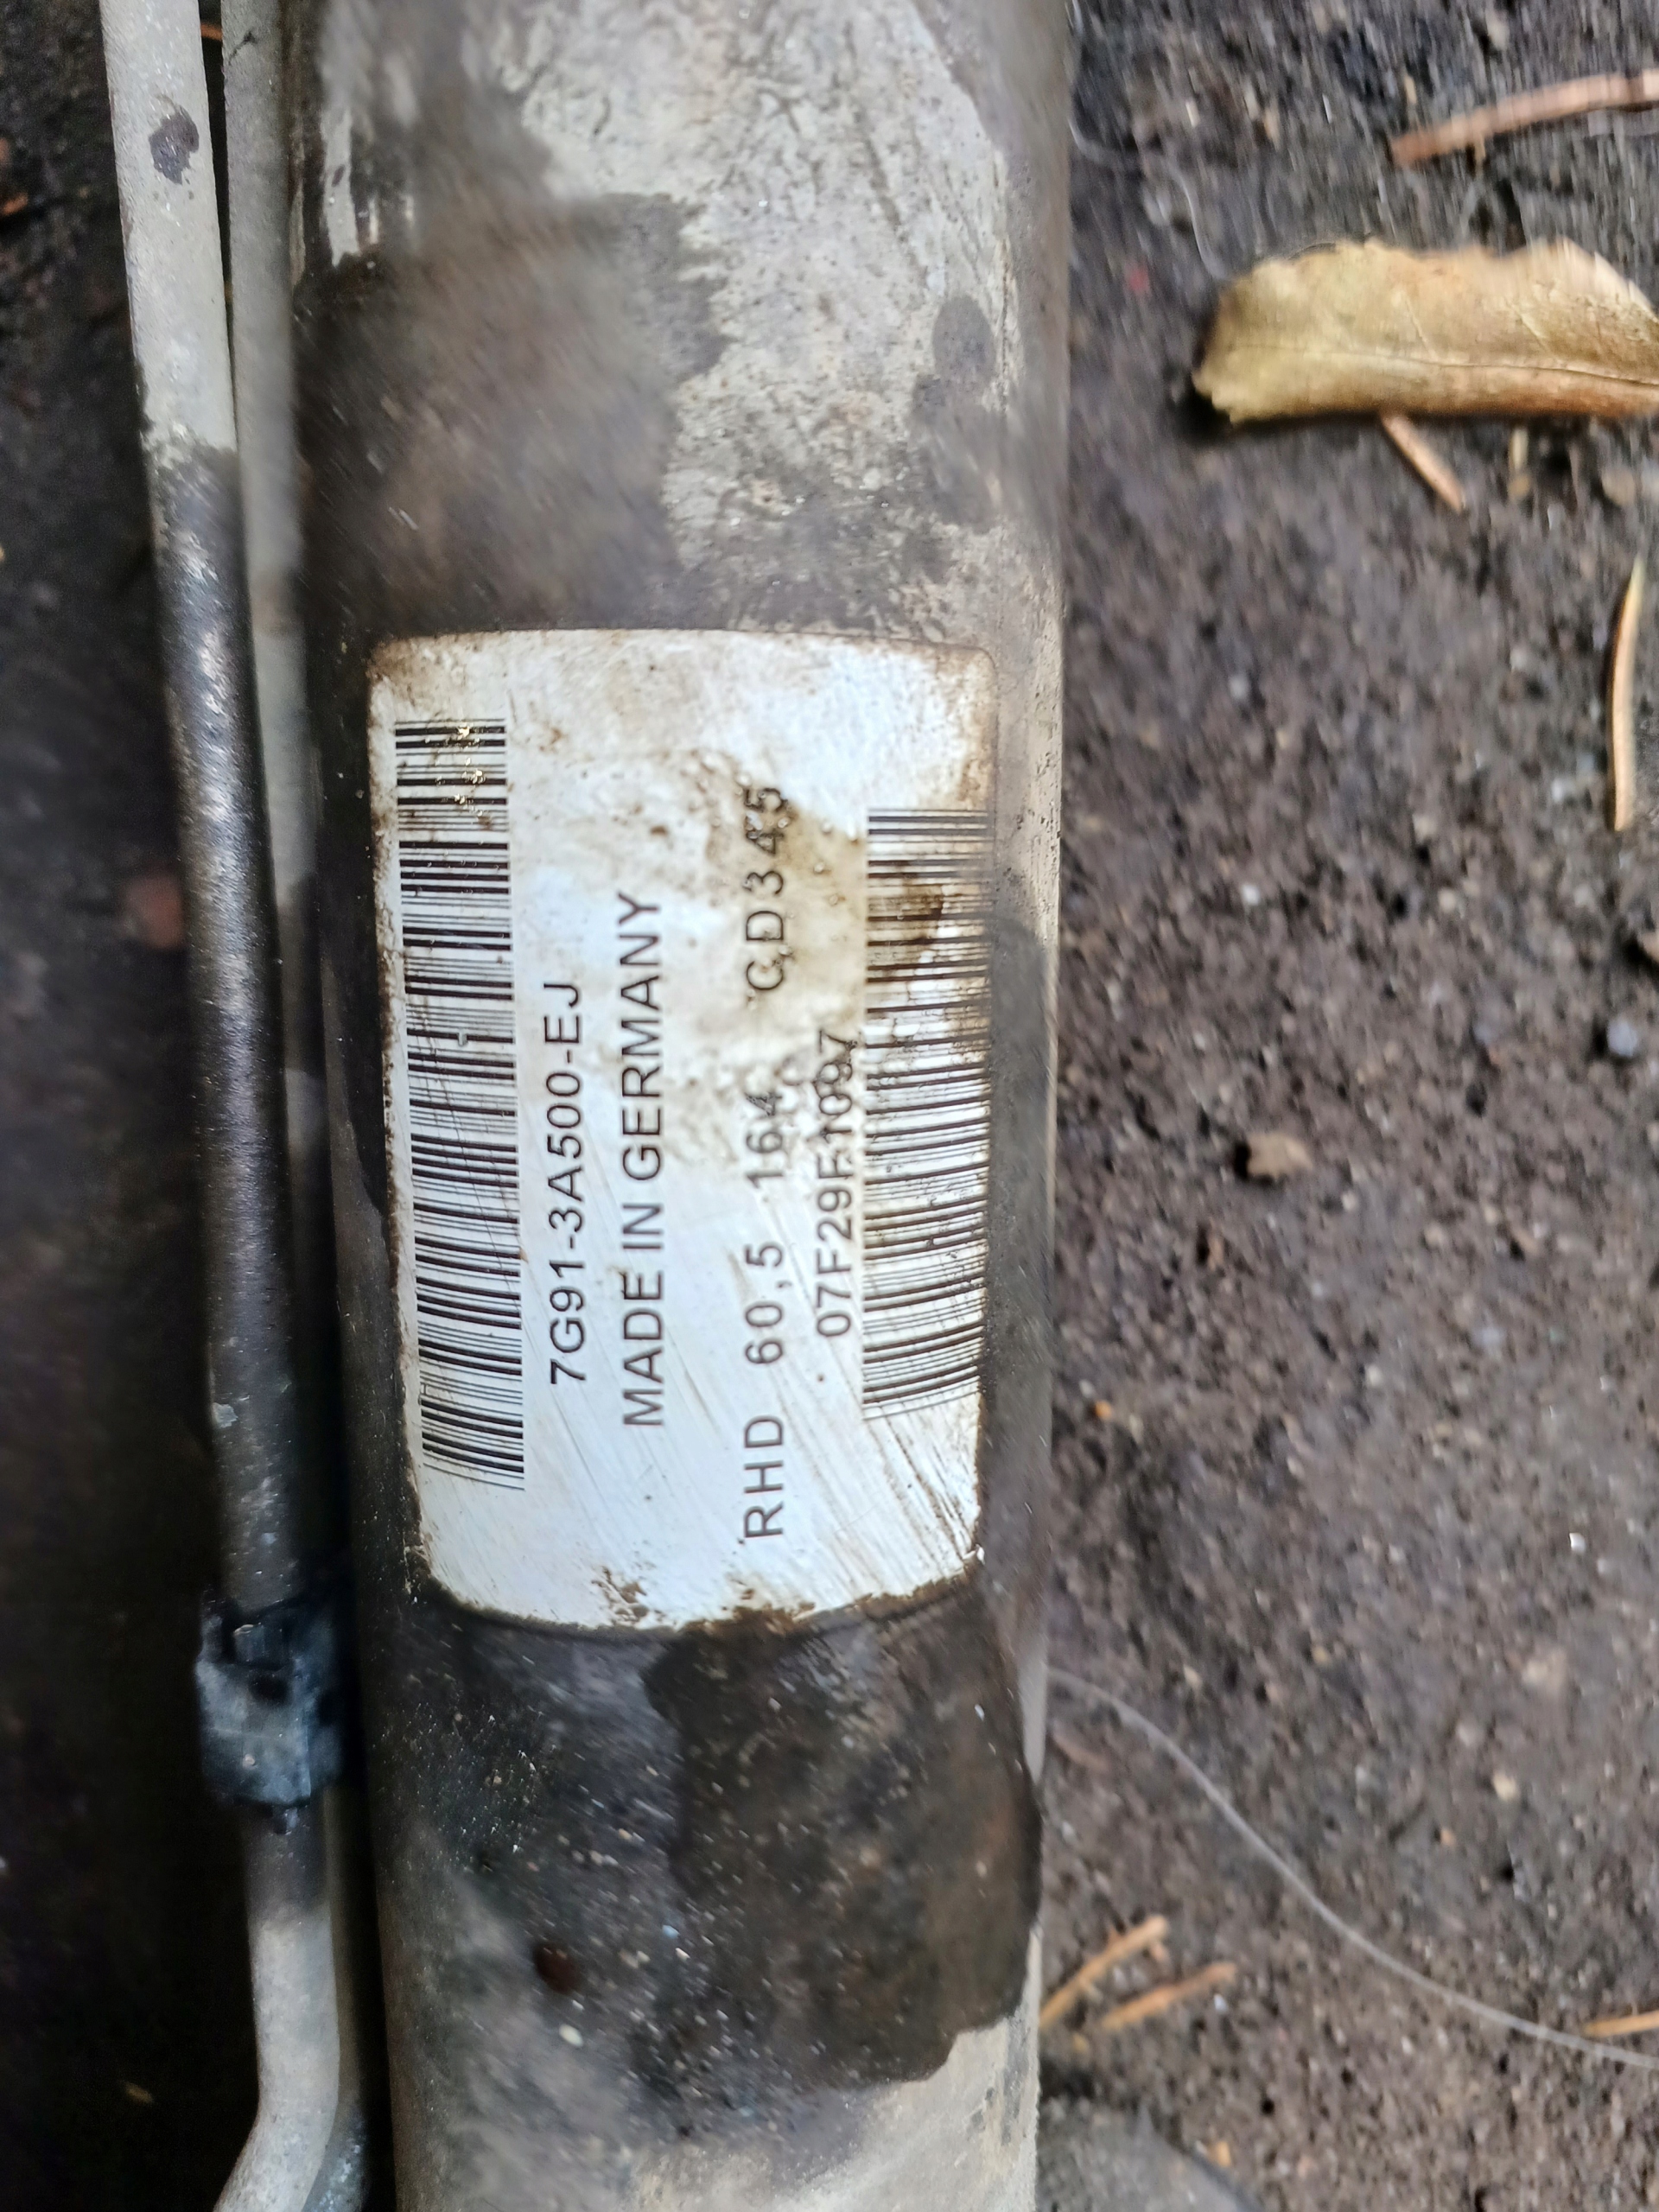 7G91-3A500-EJ
MADE IN GERMANY
RHD 60,5 164 CD345
07F29F1097